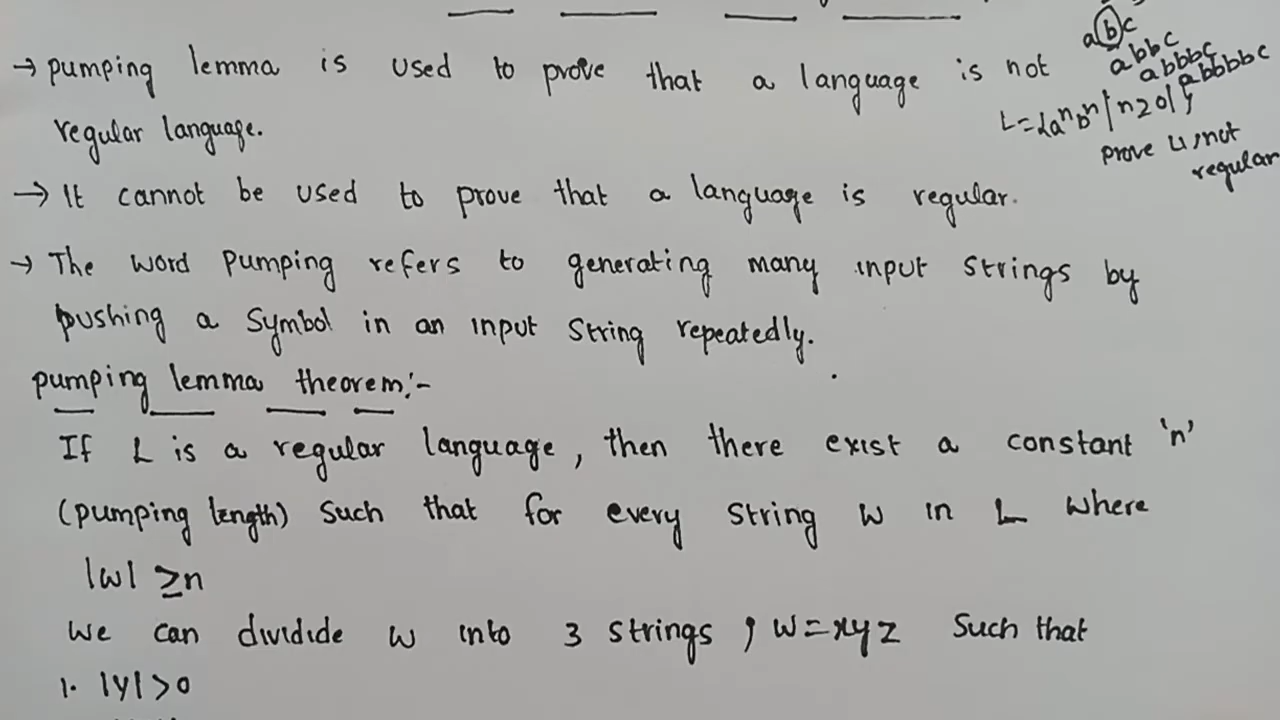 → pumping lemma is used to prove that a language is not
regular language.
abc
abbc
abbbc
abbbbc
L={aⁿbⁿ|n≥0}
prove
not
regular
→ It cannot be used to prove that a language is regular.
→ The word pumping refers to generating many input strings by
pushing a symbol in an input string repeatedly.
pumping lemma theorem:-
If L is a regular language, then there exist a constant 'n'
(pumping length) such that for every string w in L where
|w| ≥n
we can dividide w into 3 strings, w=xyz such that
1. |y|>0